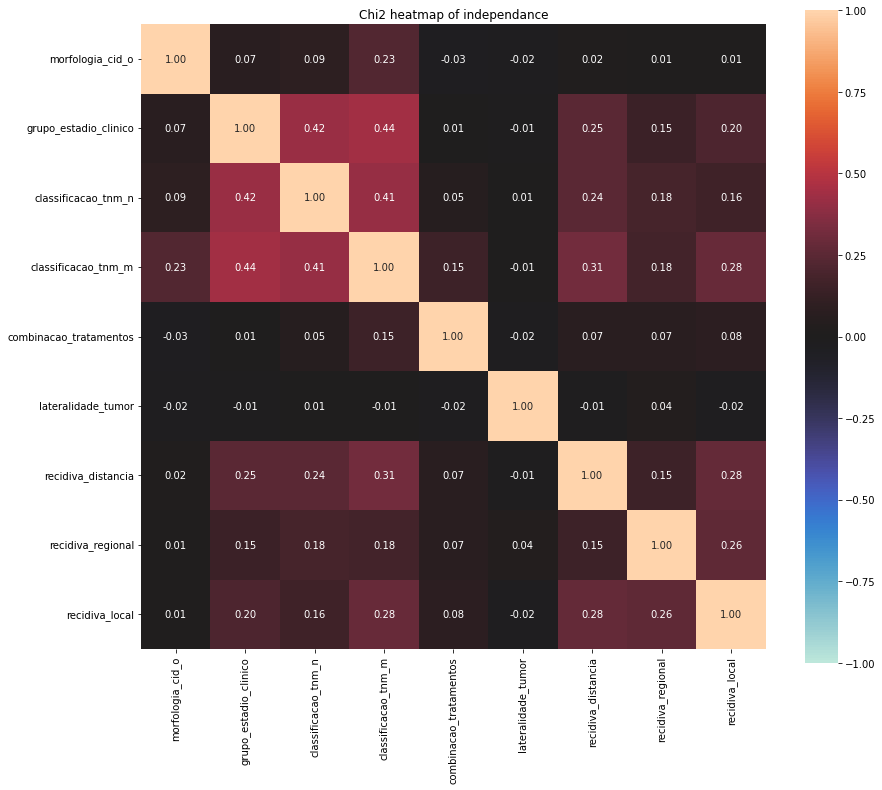 Chi2 heatmap of independance
morfologia_cid_o 1.00 0.07 0.09 0.23 -0.03 -0.02 0.02 0.01 0.01
grupo_estadio_clinico 0.07 1.00 0.42 0.44 0.01 -0.01 0.25 0.15 0.20
classificacao_tnm_n 0.09 0.42 1.00 0.41 0.05 0.01 0.24 0.18 0.16
classificacao_tnm_m 0.23 0.44 0.41 1.00 0.15 -0.01 0.31 0.18 0.28
combinacao_tratamentos -0.03 0.01 0.05 0.15 1.00 -0.02 0.07 0.07 0.08
lateralidade_tumor -0.02 -0.01 0.01 -0.01 -0.02 1.00 -0.01 0.04 -0.02
recidiva_distancia 0.02 0.25 0.24 0.31 0.07 -0.01 1.00 0.15 0.28
recidiva_regional 0.01 0.15 0.18 0.18 0.07 0.04 0.15 1.00 0.26
recidiva_local 0.01 0.20 0.16 0.28 0.08 -0.02 0.28 0.26 1.00
morfologia_cid_o
grupo_estadio_clinico
classificacao_tnm_n
classificacao_tnm_m
combinacao_tratamentos
lateralidade_tumor
recidiva_distancia
recidiva_regional
recidiva_local
1.00
0.75
0.50
0.25
0.00
−0.25
−0.50
−0.75
−1.00